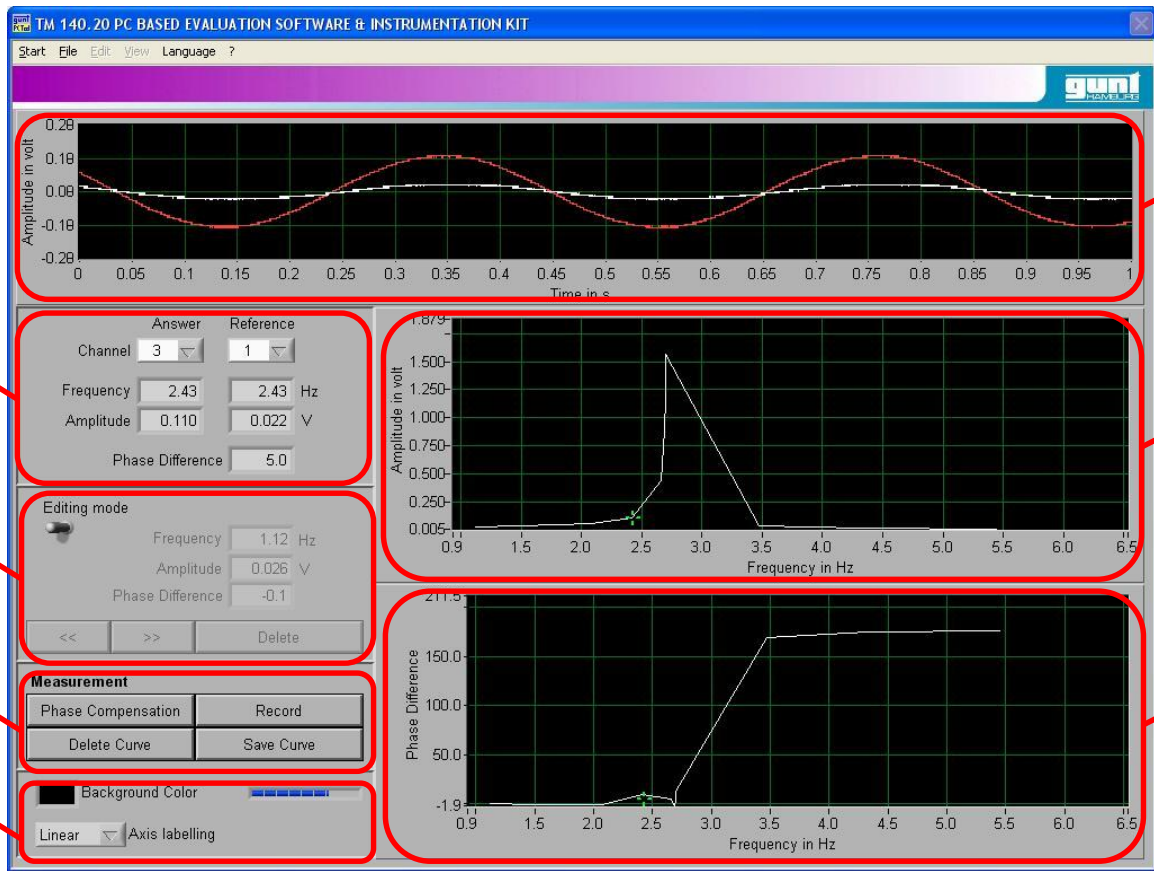 TM 140.20 PC BASED EVALUATION SOFTWARE & INSTRUMENTATION KIT
Start File Edit View Language ?
gunt
HAMBURG
Amplitude in volt
0.28
0.18
0.00
-0.18
-0.28
0 0.05 0.1 0.15 0.2 0.25 0.3 0.35 0.4 0.45 0.5 0.55 0.6 0.65 0.7 0.75 0.8 0.85 0.9 0.95 1
Time in s
Answer Reference
Channel 3 1
Frequency 2.43 2.43 Hz
Amplitude 0.110 0.022 V
Phase Difference 5.0
Editing mode
Frequency 1.12 Hz
Amplitude 0.026 V
Phase Difference -0.1
<< >> Delete
Measurement
Phase Compensation Record
Delete Curve Save Curve
Background Color
Linear Axis labelling
Amplitude in volt
1.879
1.500
1.250
1.000
0.750
0.500
0.250
0.005
0.9 1.5 2.0 2.5 3.0 3.5 4.0 4.5 5.0 5.5 6.0 6.5
Frequency in Hz
Phase Difference
211.5
150.0
100.0
50.0
-1.9
0.9 1.5 2.0 2.5 3.0 3.5 4.0 4.5 5.0 5.5 6.0 6.5
Frequency in Hz